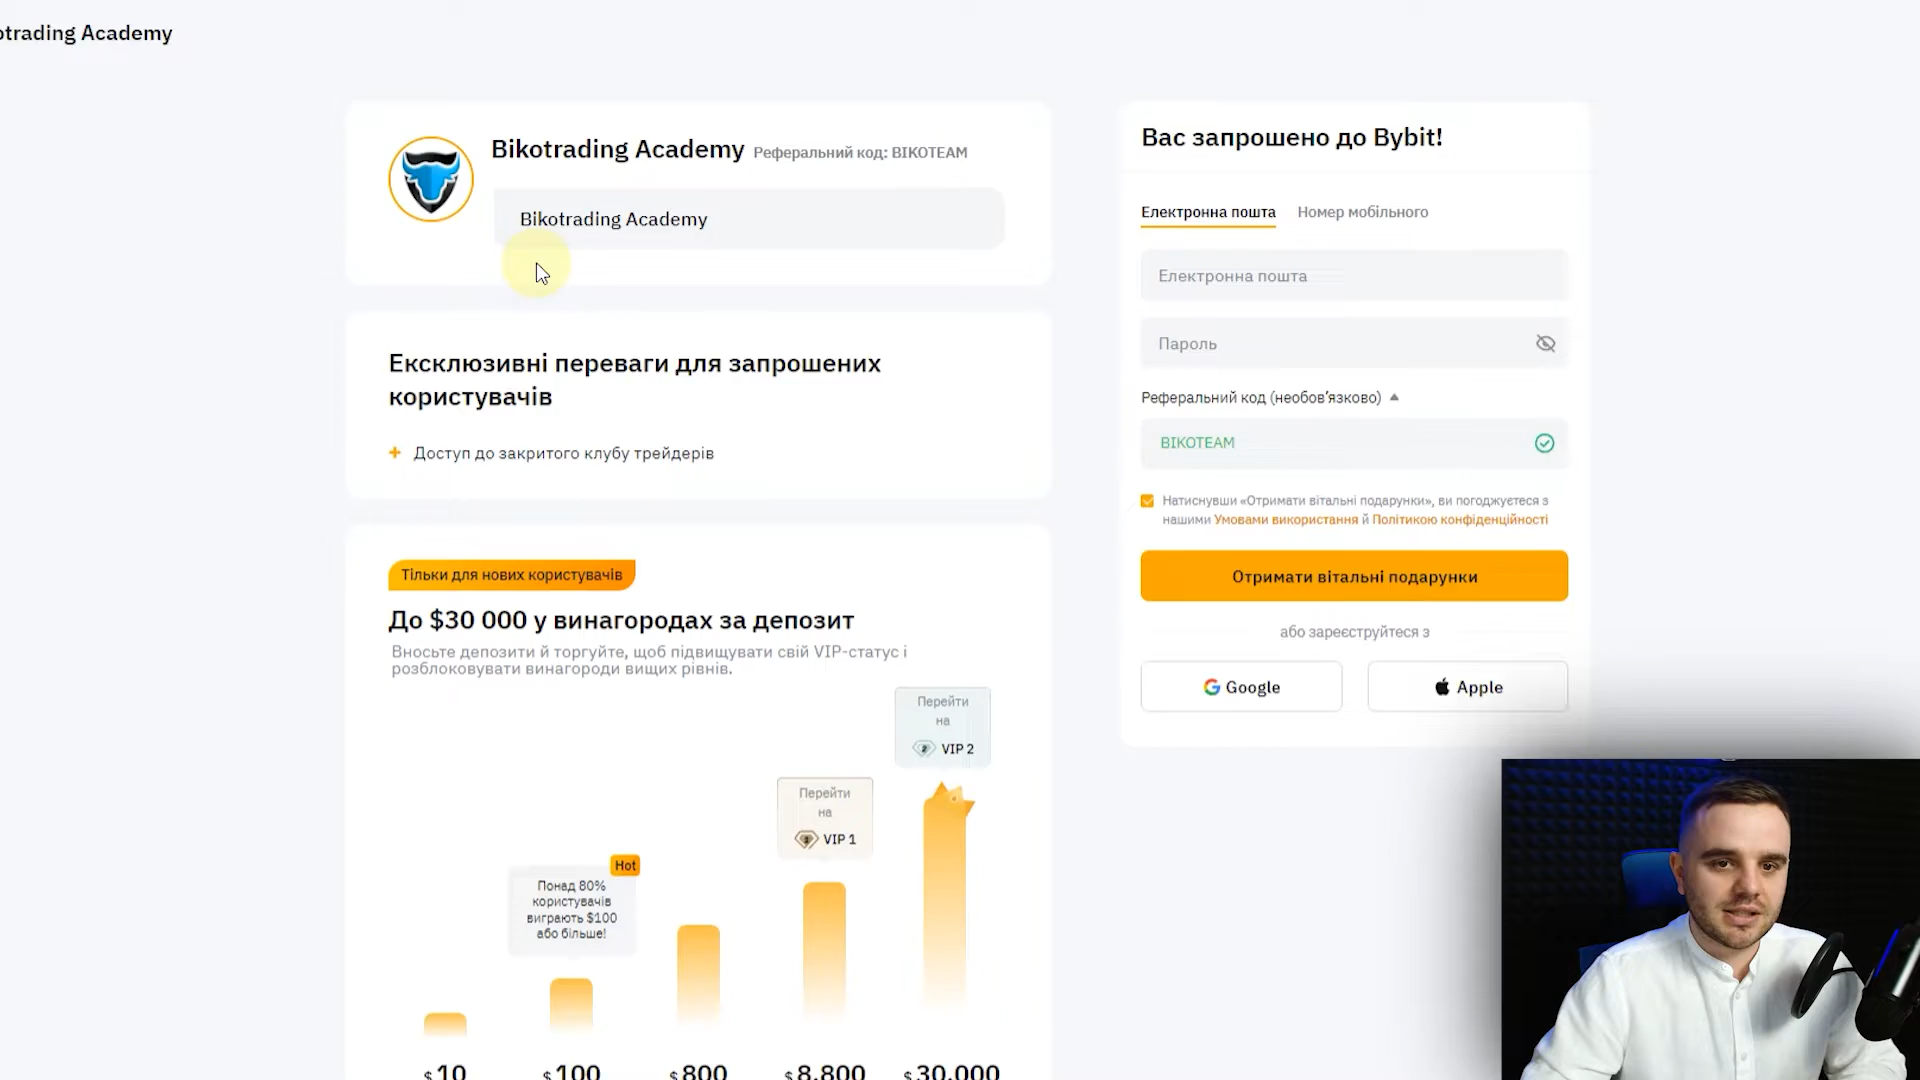 otrading Academy
Bikotrading Academy Реферальний код: BIKOTEAM
Bikotrading Academy
Ексклюзивні переваги для запрошених
користувачів
+ Доступ до закритого клубу трейдерів
Тільки для нових користувачів
До $30 000 у винагородах за депозит
Вносьте депозити й торгуйте, щоб підвищувати свій VIP-статус і
розблоковувати винагороди вищих рівнів.
Перейти
на
VIP 2
Перейти
на
VIP 1
Hot
Понад 80%
користувачів
виграють $100
або більше!
$10 $100 $800 $8,800 $30,000
Вас запрошено до Bybit!
Електронна пошта Номер мобільного
Електронна пошта
Пароль
Реферальний код (необов’язково)
BIKOTEAM
Натиснувши «Отримати вітальні подарунки», ви погоджуєтеся з
нашими Умовами використання й Політикою конфіденційності
Отримати вітальні подарунки
або зареєструйтеся з
Google Apple